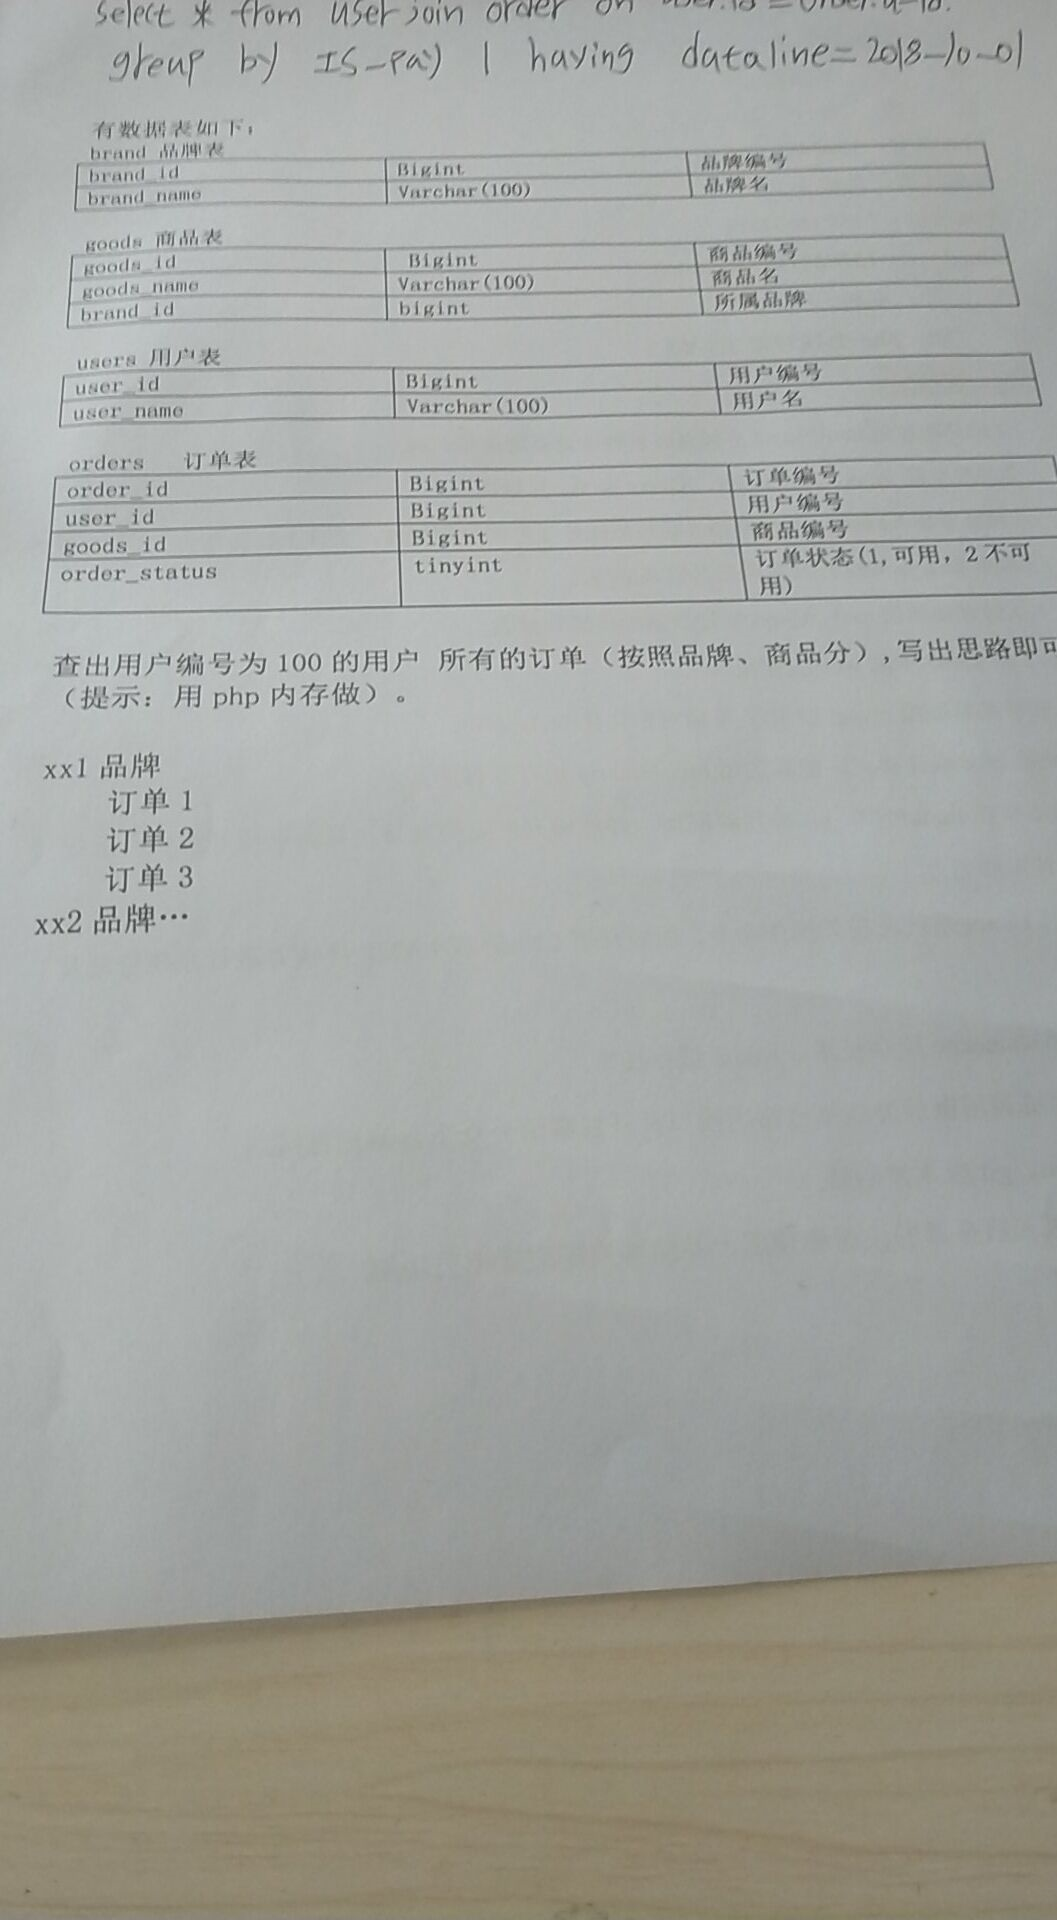 select * from user join order on
group by IS-pay 1 having dataline=2018-10-01
有数据表如下：
brand 品牌表
brand_id Bigint 品牌编号
brand_name Varchar(100) 品牌名
goods 商品表
goods_id Bigint 商品编号
goods_name Varchar(100) 商品名
brand_id bigint 所属品牌
users 用户表
user_id Bigint 用户编号
user_name Varchar(100) 用户名
orders 订单表
order_id Bigint 订单编号
user_id Bigint 用户编号
goods_id Bigint 商品编号
order_status tinyint 订单状态(1,可用，2 不可
用)
查出用户编号为 100 的用户 所有的订单（按照品牌、商品分）,写出思路即可
（提示：用 php 内存做）。
xx1 品牌
订单 1
订单 2
订单 3
xx2 品牌…